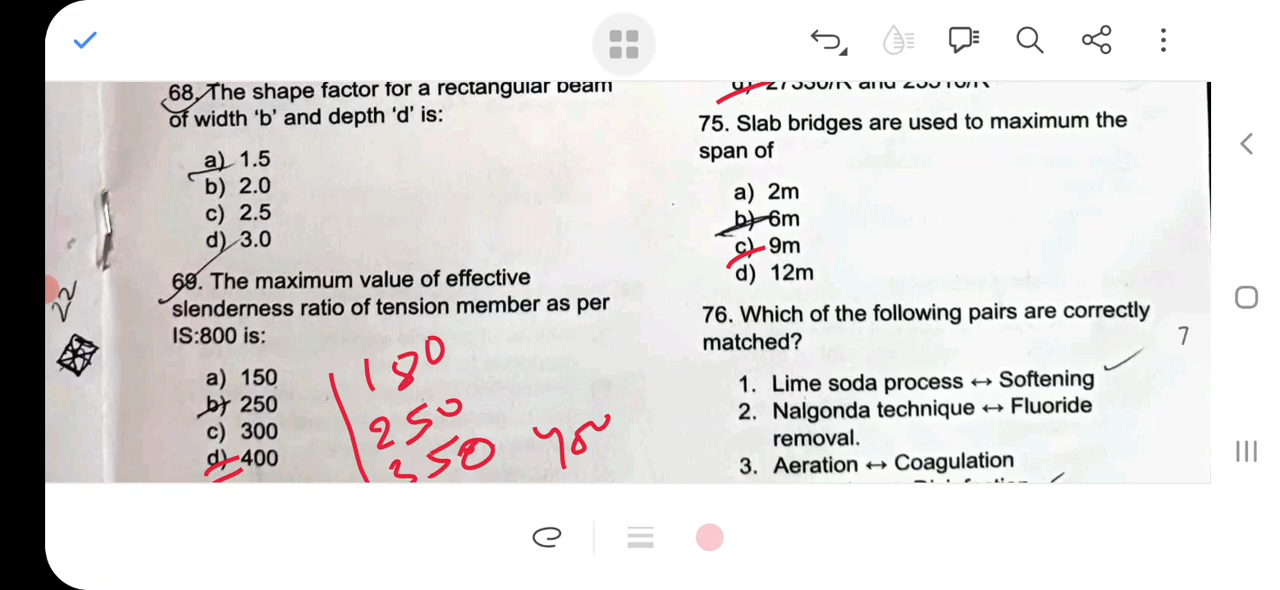 68. The shape factor for a rectangular beam
of width 'b' and depth 'd' is:
a) 1.5
b) 2.0
c) 2.5
d) 3.0
69. The maximum value of effective
slenderness ratio of tension member as per
IS:800 is:
a) 150
b) 250
c) 300
d) 400
180
250
350 400
75. Slab bridges are used to maximum the
span of
a) 2m
b) 6m
c) 9m
d) 12m
76. Which of the following pairs are correctly
matched?
1. Lime soda process ↔ Softening
2. Nalgonda technique ↔ Fluoride
removal.
3. Aeration ↔ Coagulation
7